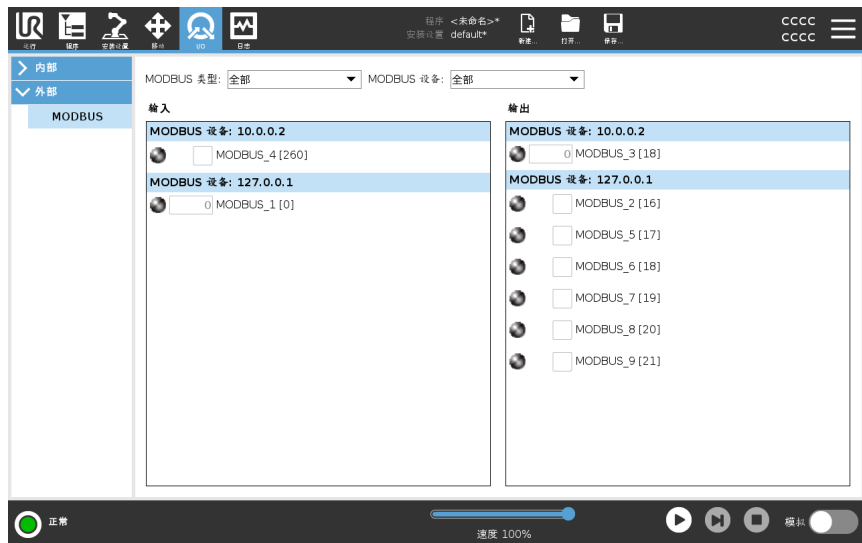 UR
程序 <未命名>*
安装设置 default*
CCCC
CCCC
运行 程序 安装设置 移动 I/O 日志 新建... 打开... 保存...
内部
外部
MODBUS
MODBUS 类型: 全部 MODBUS 设备: 全部
输入
MODBUS 设备: 10.0.0.2
MODBUS_4 [260]
MODBUS 设备: 127.0.0.1
0 MODBUS_1 [0]
输出
MODBUS 设备: 10.0.0.2
0 MODBUS_3 [18]
MODBUS 设备: 127.0.0.1
MODBUS_2 [16]
MODBUS_5 [17]
MODBUS_6 [18]
MODBUS_7 [19]
MODBUS_8 [20]
MODBUS_9 [21]
正常
速度 100%
模拟